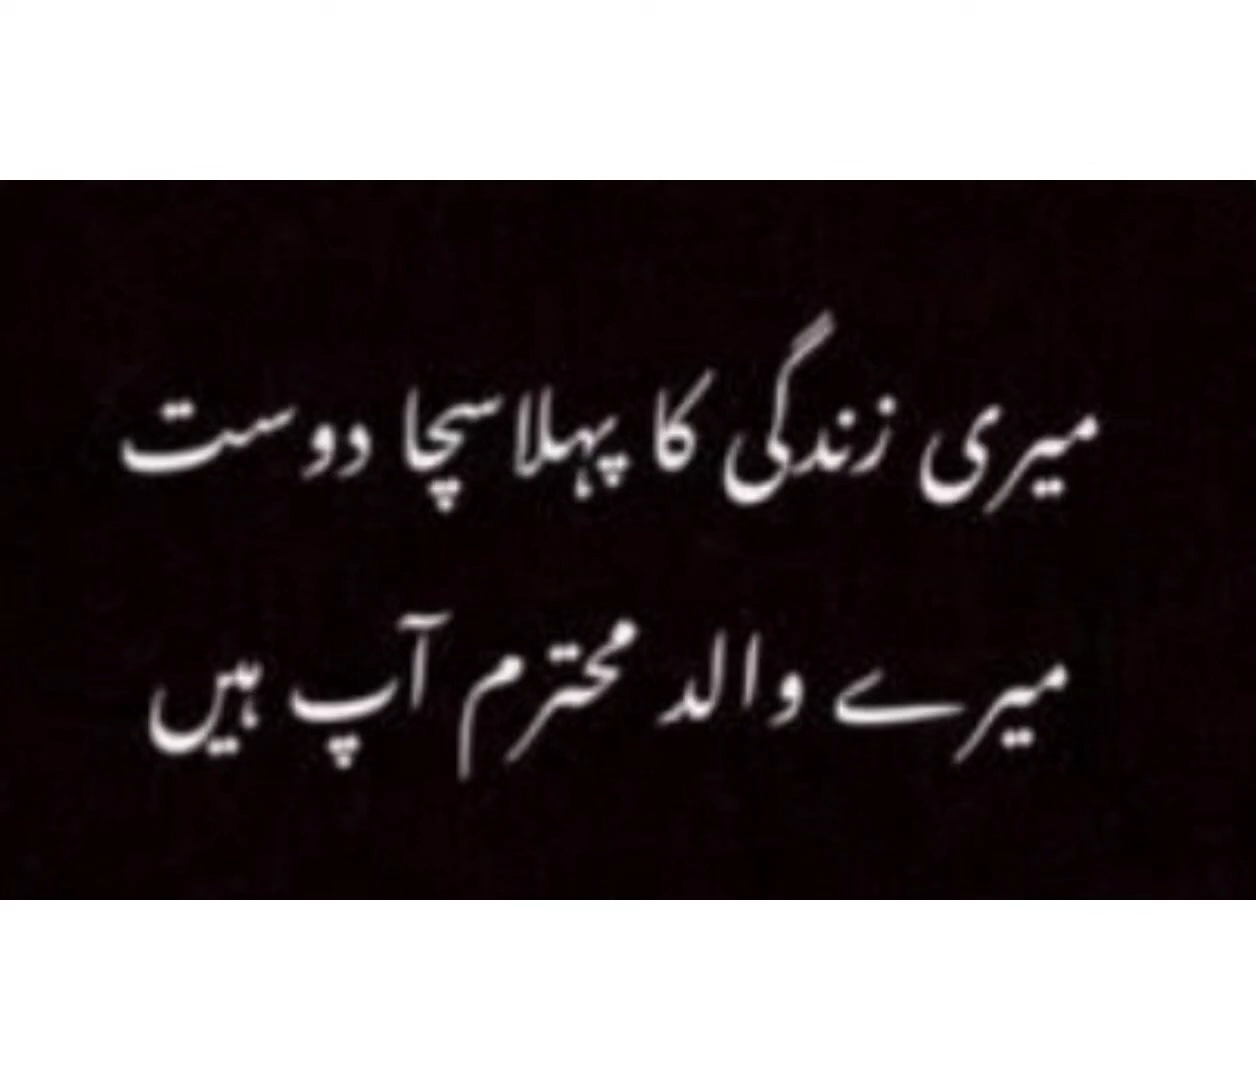 میری زندگی کا پہلا سچا دوست
میرے والد محترم آپ ہیں